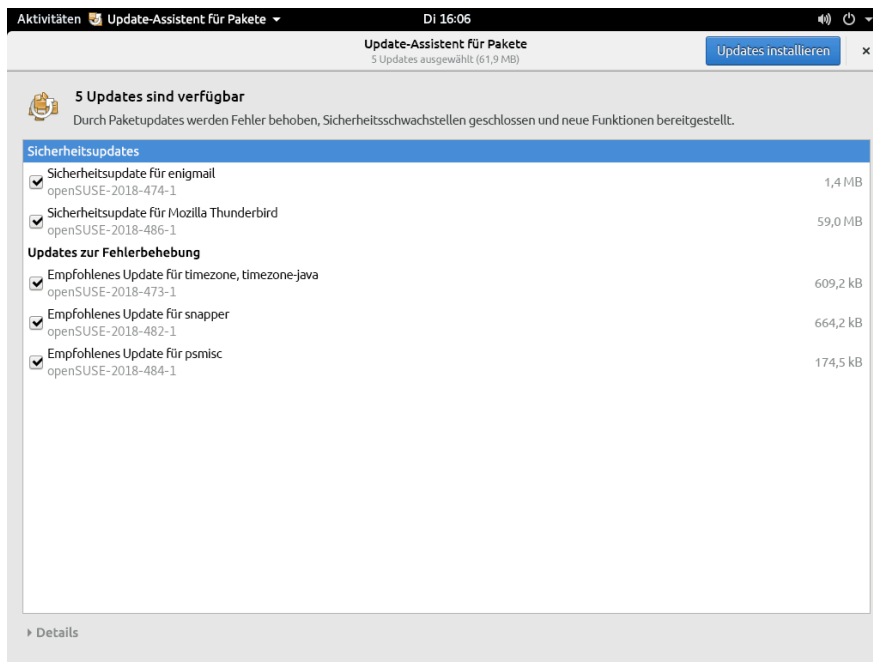 Aktivitäten Update-Assistent für Pakete Di 16:06
Update-Assistent für Pakete
5 Updates ausgewählt (61,9 MB)
Updates installieren
5 Updates sind verfügbar
Durch Paketupdates werden Fehler behoben, Sicherheitsschwachstellen geschlossen und neue Funktionen bereitgestellt.
Sicherheitsupdates
Sicherheitsupdate für enigmail 1,4 MB
openSUSE-2018-474-1
Sicherheitsupdate für Mozilla Thunderbird 59,0 MB
openSUSE-2018-486-1
Updates zur Fehlerbehebung
Empfohlenes Update für timezone, timezone-java 609,2 kB
openSUSE-2018-473-1
Empfohlenes Update für snapper 664,2 kB
openSUSE-2018-482-1
Empfohlenes Update für psmisc 174,5 kB
openSUSE-2018-484-1
Details